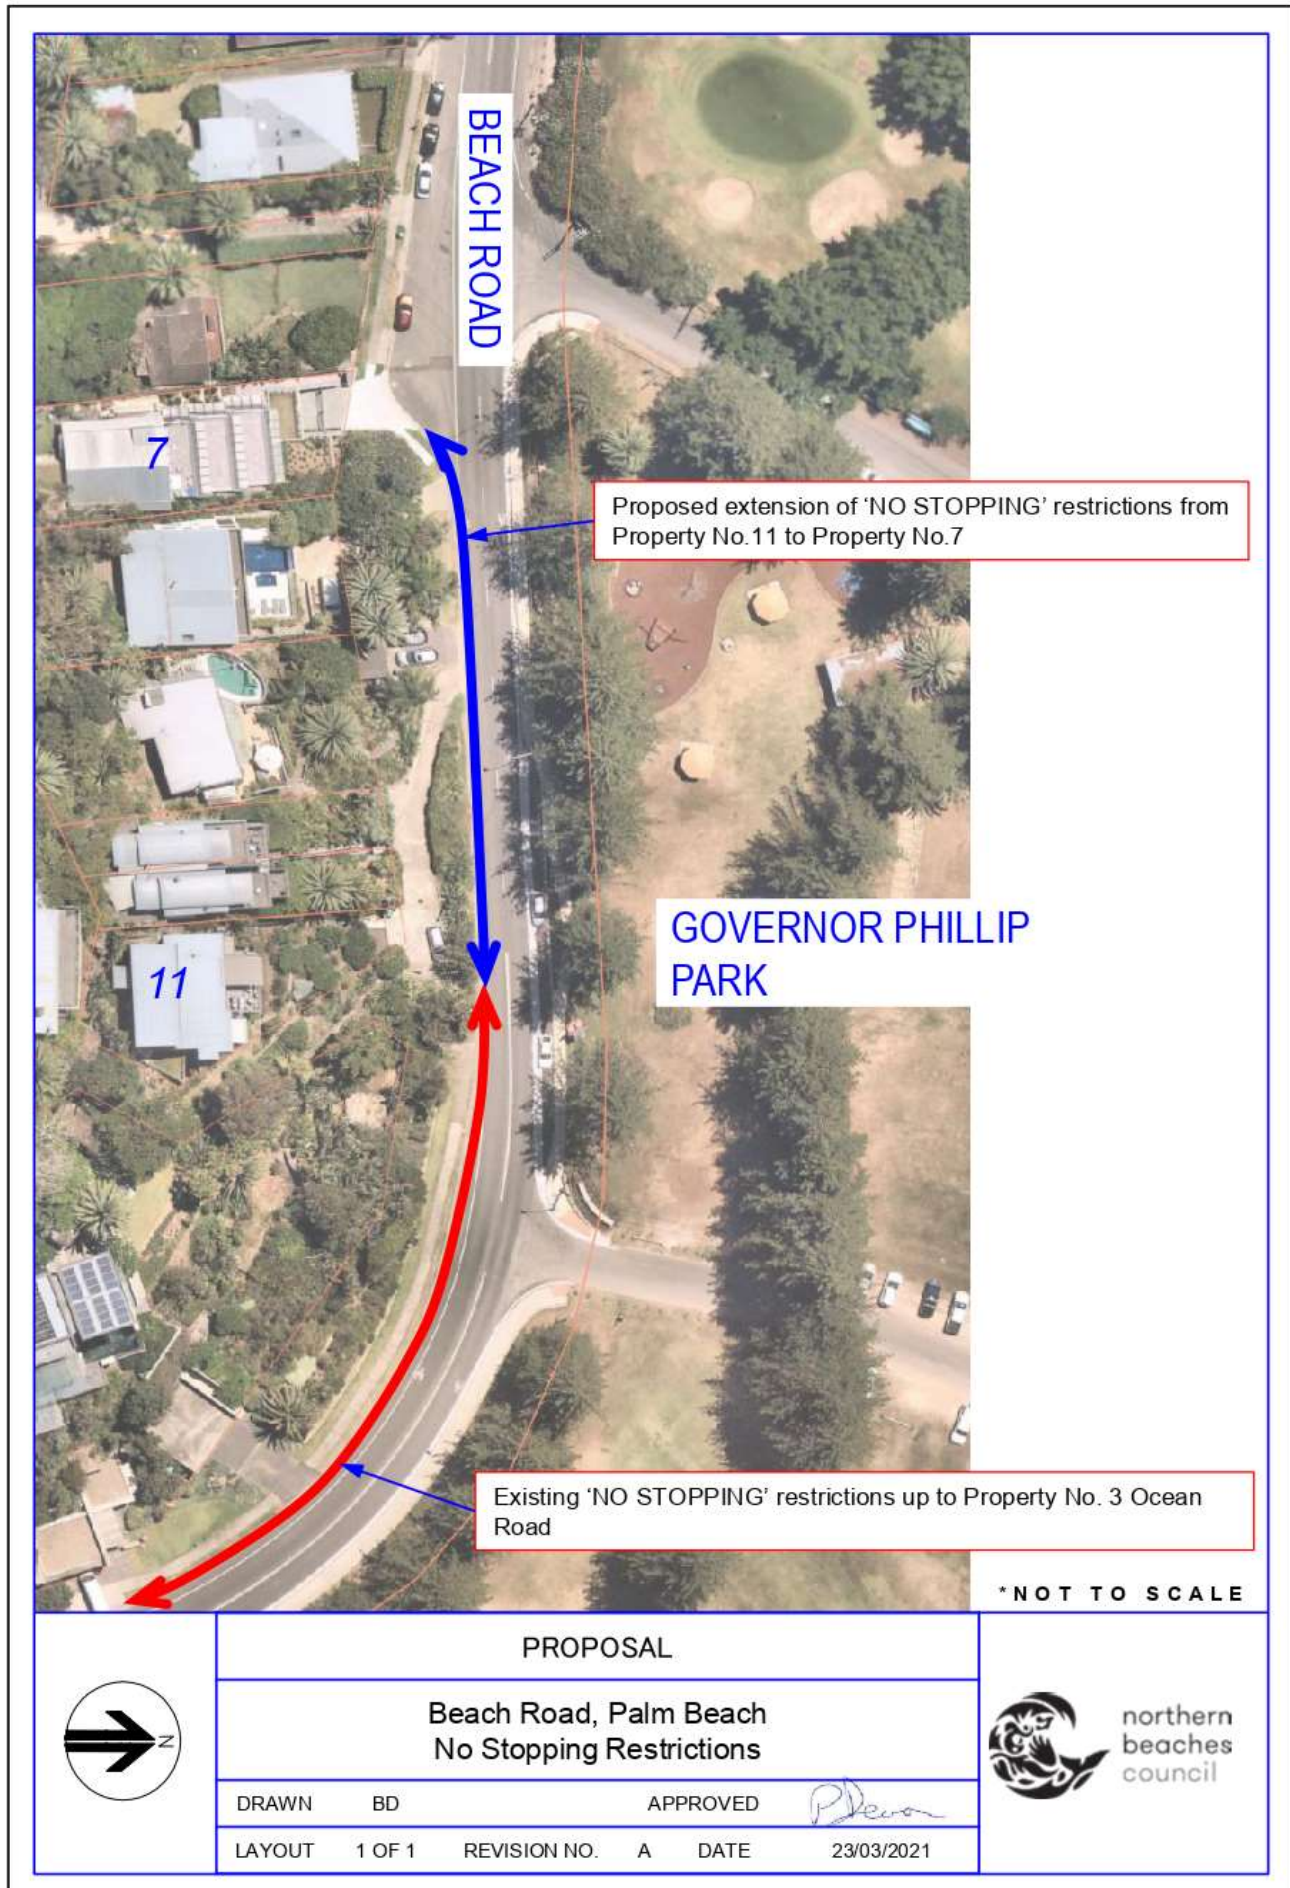 BEACH ROAD
7
Proposed extension of ‘NO STOPPING’ restrictions from
Property No.11 to Property No.7
GOVERNOR PHILLIP
PARK
11
Existing ‘NO STOPPING’ restrictions up to Property No. 3 Ocean
Road
*NOT TO SCALE
N
PROPOSAL
Beach Road, Palm Beach
No Stopping Restrictions
DRAWN BD APPROVED
LAYOUT 1 OF 1 REVISION NO. A DATE 23/03/2021
northern
beaches
council